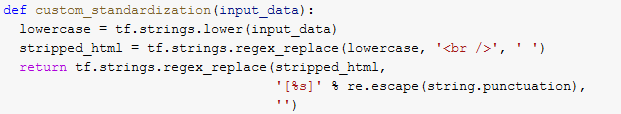 def custom_standardization(input_data):
  lowercase = tf.strings.lower(input_data)
  stripped_html = tf.strings.regex_replace(lowercase, '<br />', ' ')
  return tf.strings.regex_replace(stripped_html,
                                  '[%s]' % re.escape(string.punctuation),
                                  '')